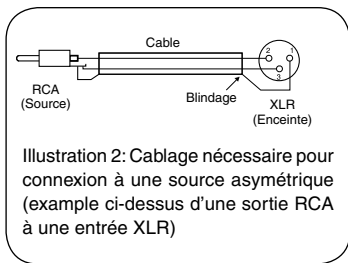 Cable
2
1
3
RCA
(Source)
Blindage
XLR
(Enceinte)
Illustration 2: Cablage nécessaire pour
connexion à une source asymétrique
(example ci-dessus d'une sortie RCA
à une entrée XLR)